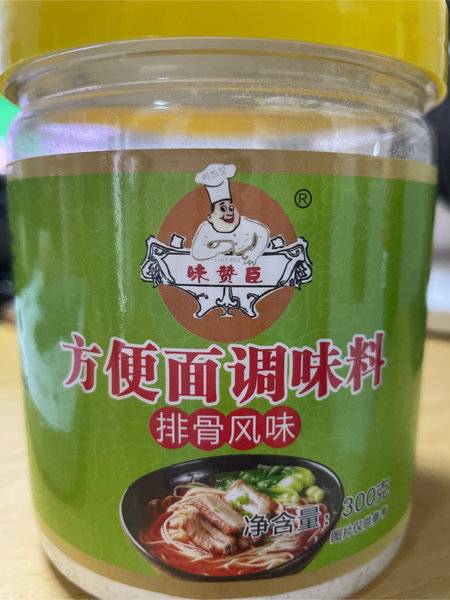 ®
味赞臣
方便面调味料
排骨风味
净含量：300克
图片仅供参考